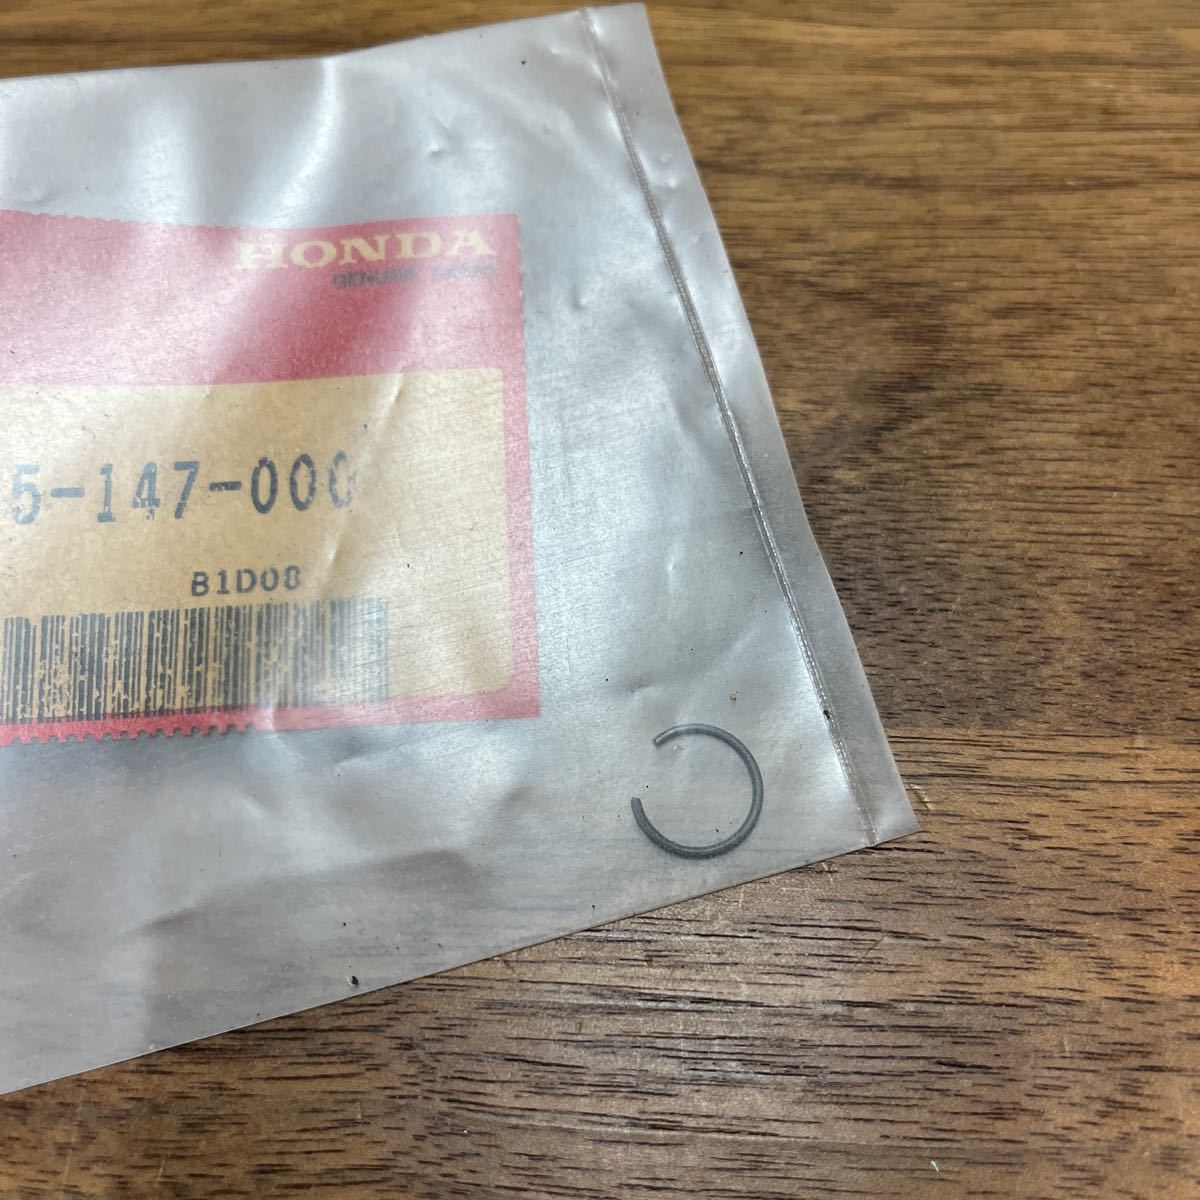 HONDA
GENUINE PARTS
5-147-000
B1D08